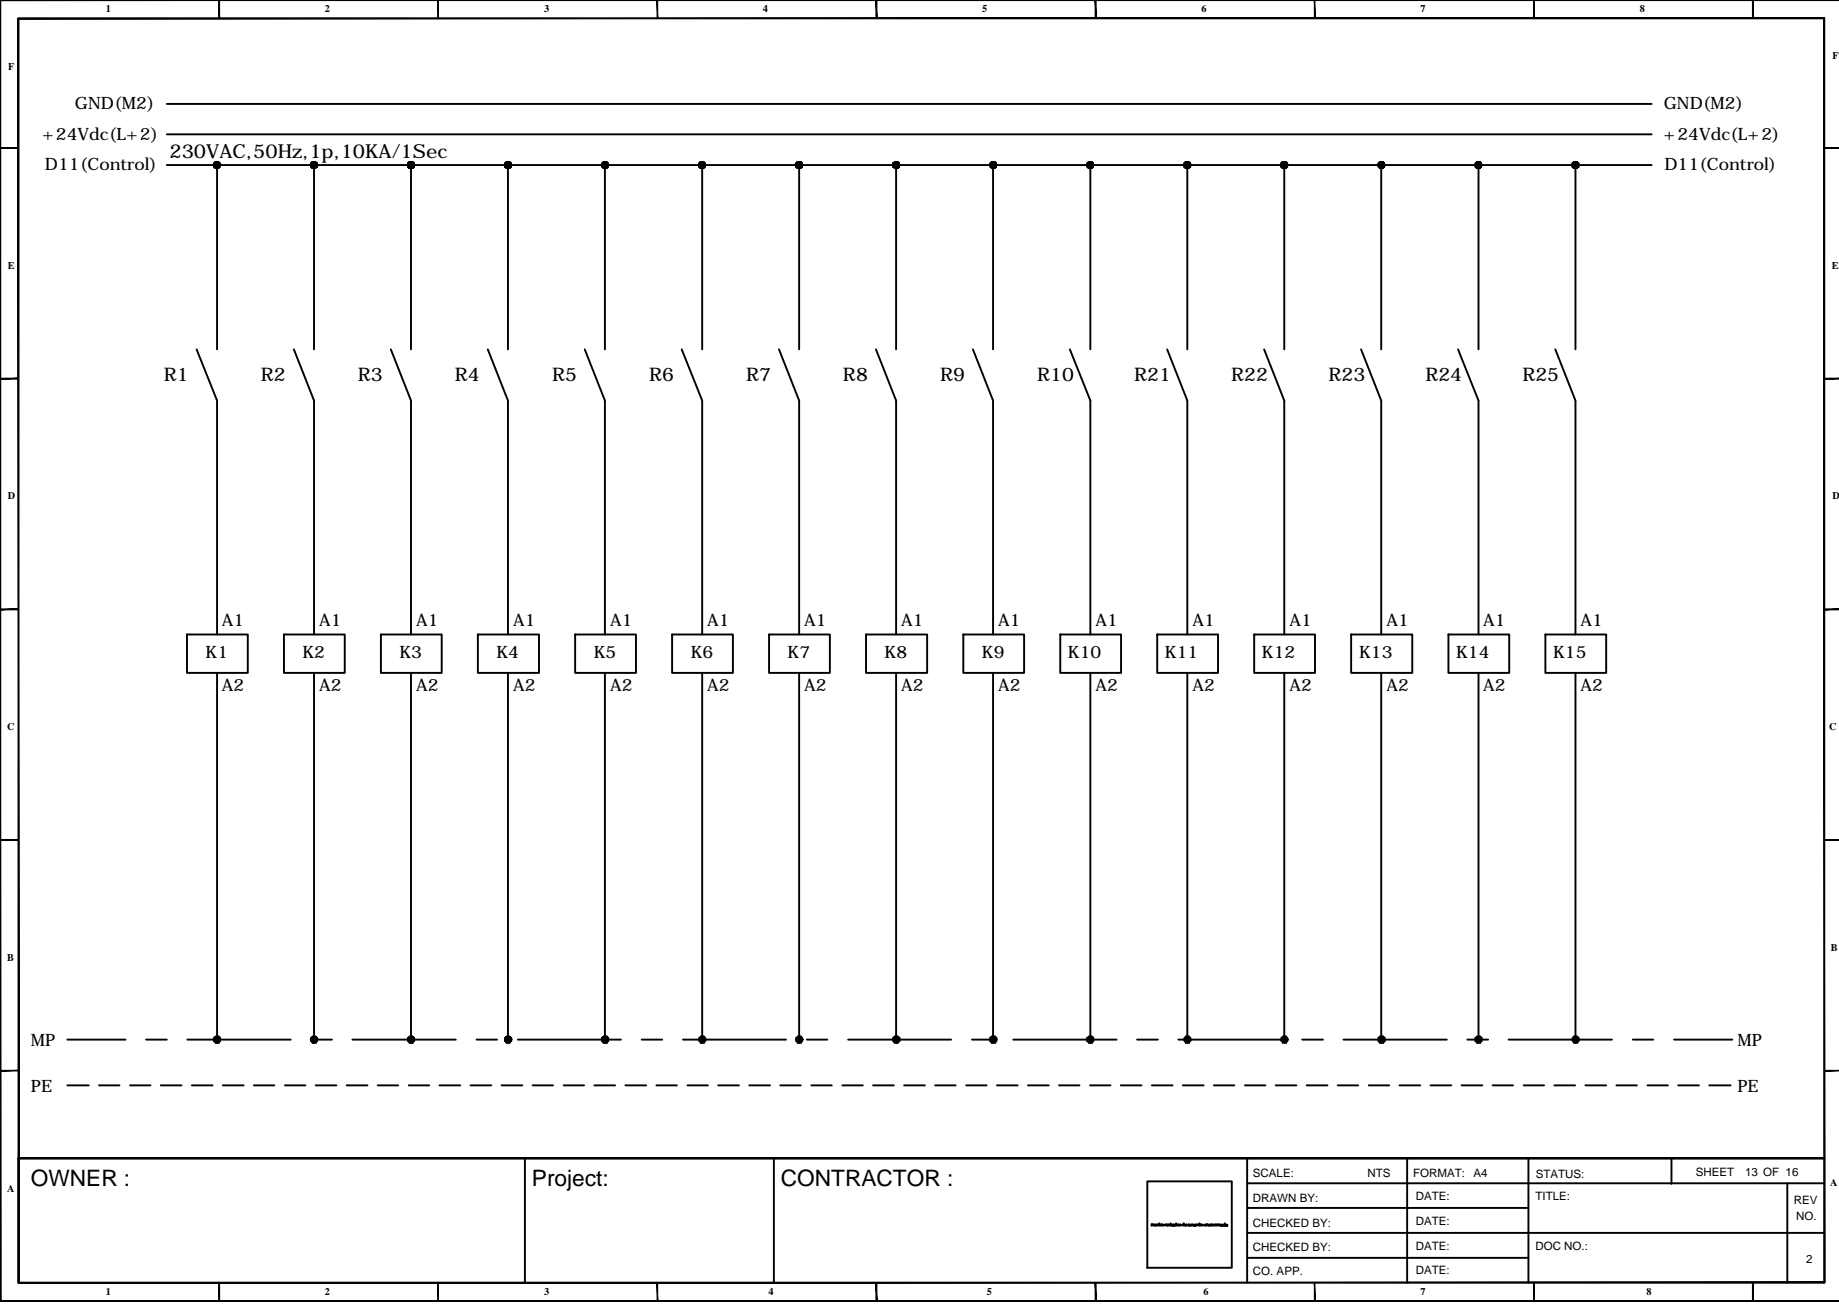 1 2 3 4 5 6 7 8
F F
GND(M2) GND(M2)
+24Vdc(L+2) +24Vdc(L+2)
230VAC,50Hz,1p,10KA/1Sec
D11(Control) D11(Control)
E E
R1 R2 R3 R4 R5 R6 R7 R8 R9 R10 R21 R22 R23 R24 R25
D D
A1 A1 A1 A1 A1 A1 A1 A1 A1 A1 A1 A1 A1 A1 A1
K1 K2 K3 K4 K5 K6 K7 K8 K9 K10 K11 K12 K13 K14 K15
A2 A2 A2 A2 A2 A2 A2 A2 A2 A2 A2 A2 A2 A2 A2
C C
B B
MP MP
PE PE
A A
OWNER :
Project:
CONTRACTOR :
SCALE: NTS FORMAT: A4 STATUS: SHEET 13 OF 16
DRAWN BY: DATE: TITLE: REV
NO.
CHECKED BY: DATE:
CHECKED BY: DATE: DOC NO.: 2
CO. APP. DATE:
1 2 3 4 5 6 7 8